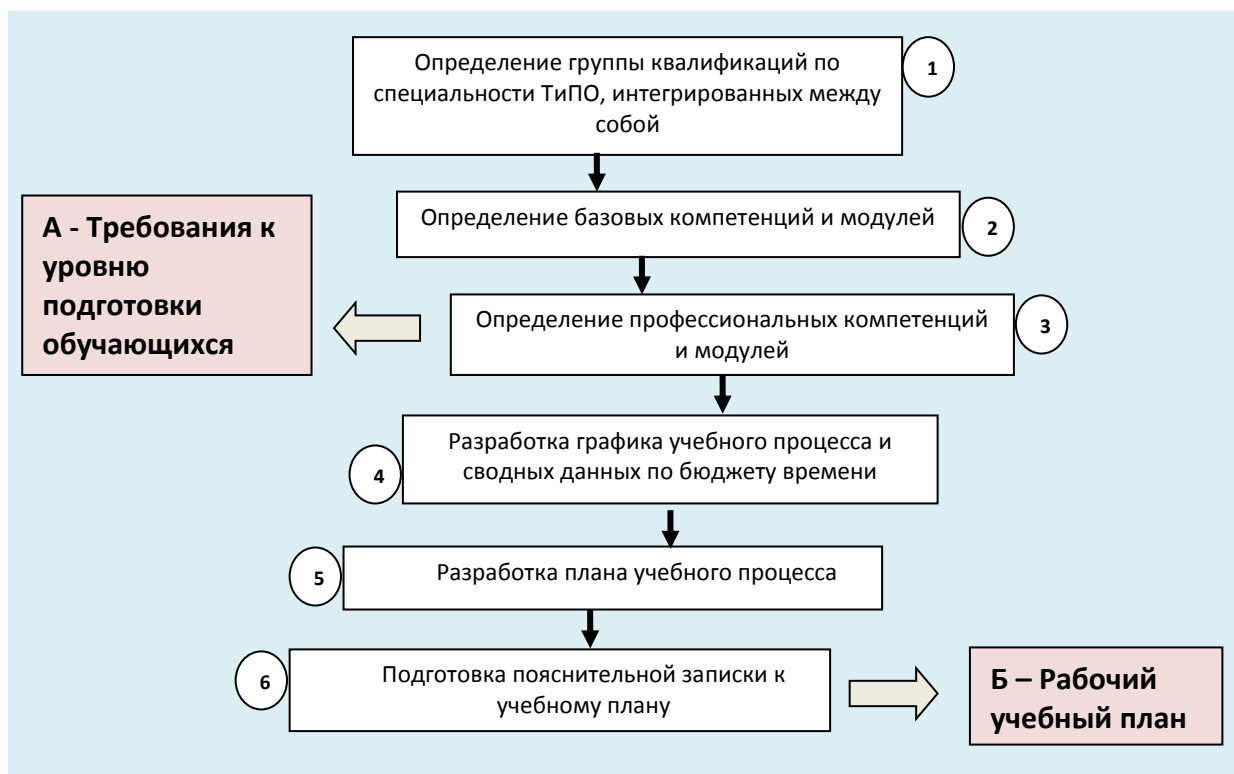 Определение группы квалификаций по
специальности ТиПО, интегрированных между
собой
1
Определение базовых компетенций и модулей
2
А - Требования к
уровню
подготовки
обучающихся
Определение профессиональных компетенций
и модулей
3
Разработка графика учебного процесса и
сводных данных по бюджету времени
4
Разработка плана учебного процесса
5
Подготовка пояснительной записки к
учебному плану
6
Б – Рабочий
учебный план